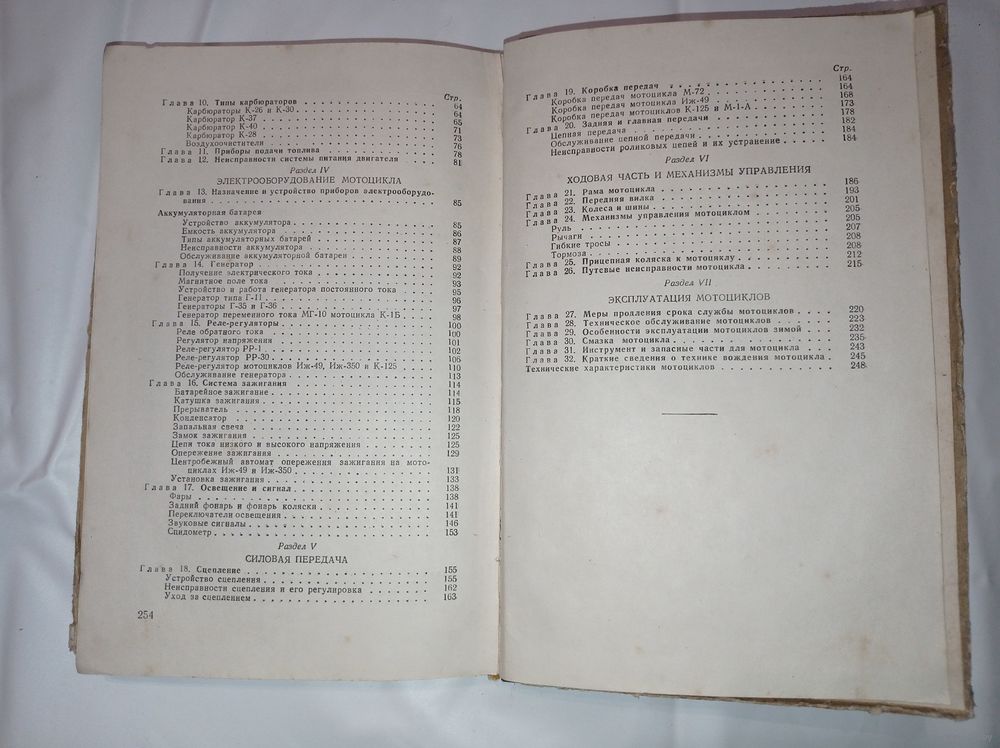 Стр.
Глава 10. Типы карбюраторов 64
Карбюраторы К-26 и К-30 64
Карбюратор К-37 65
Карбюратор К-40 71
Карбюратор К-28 73
Воздухоочистители 76
Глава 11. Приборы подачи топлива 78
Глава 12. Неисправности системы питания двигателя 81
Раздел IV
ЭЛЕКТРООБОРУДОВАНИЕ МОТОЦИКЛА
Глава 13. Назначение и устройство приборов электрооборудо-
вания 85
Аккумуляторная батарея
Устройство аккумулятора 85
Емкость аккумулятора 86
Типы аккумуляторных батарей 87
Неисправности аккумулятора 88
Обслуживание аккумуляторной батареи 89
Глава 14. Генератор 92
Получение электрического тока 92
Магнитное поле тока 93
Устройство и работа генератора постоянного тока 95
Генератор типа Г-11 96
Генераторы Г-35 и Г-36 97
Генератор переменного тока МГ-10 мотоцикла К-1Б 98
Глава 15. Реле-регуляторы 100
Реле обратного тока 100
Регулятор напряжения 101
Реле-регулятор РР-1 102
Реле-регулятор РР-30 106
Реле-регулятор мотоциклов Иж-49, Иж-350 и К-125 110
Обслуживание генератора 113
Глава 16. Система зажигания 114
Батарейное зажигание 114
Катушка зажигания 115
Прерыватель 118
Конденсатор 120
Запальная свеча 122
Замок зажигания 125
Цепи тока низкого и высокого напряжения 125
Опережение зажигания 129
Центробежный автомат опережения зажигания на мото-
циклах Иж-49 и Иж-350 131
Установка зажигания 133
Глава 17. Освещение и сигнал 138
Фары 138
Задний фонарь и фонарь коляски 141
Переключатели освещения 141
Звуковые сигналы 146
Спидометр 153
Раздел V
СИЛОВАЯ ПЕРЕДАЧА
Глава 18. Сцепление 155
Устройство сцепления 155
Неисправности сцепления и его регулировка 162
Уход за сцеплением 163
254
Стр.
Глава 19. Коробка передач 164
Коробка передач мотоцикла М-72 164
Коробка передач мотоцикла Иж-49 168
Коробка передач мотоциклов К-125 и М-1-А 173
Глава 20. Задняя и главная передачи 178
Цепная передача 182
Обслуживание цепной передачи 184
Неисправности роликовых цепей и их устранение 184
Раздел VI
ХОДОВАЯ ЧАСТЬ И МЕХАНИЗМЫ УПРАВЛЕНИЯ
Глава 21. Рама мотоцикла 186
Глава 22. Передняя вилка 193
Глава 23. Колеса и шины 201
Глава 24. Механизмы управления мотоциклом 205
Руль 205
Рычаги 207
Гибкие тросы 208
Тормоза 208
Глава 25. Прицепная коляска к мотоциклу 212
Глава 26. Путевые неисправности мотоцикла 215
Раздел VII
ЭКСПЛУАТАЦИЯ МОТОЦИКЛОВ
Глава 27. Меры продления срока службы мотоциклов 220
Глава 28. Техническое обслуживание мотоциклов 223
Глава 29. Особенности эксплуатации мотоциклов зимой 232
Глава 30. Смазка мотоцикла 235
Глава 31. Инструмент и запасные части для мотоцикла 243
Глава 32. Краткие сведения о технике вождения мотоцикла 245
Технические характеристики мотоциклов 248